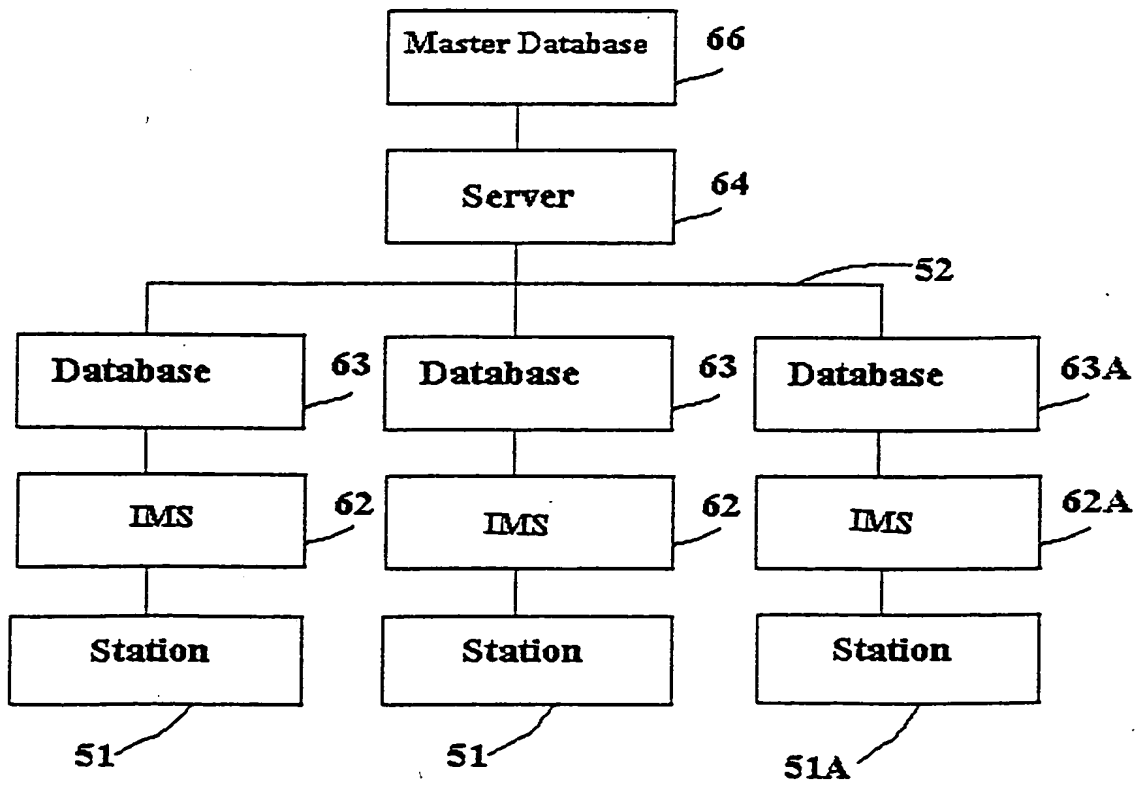 Master Database
66
Server
64
52
Database
63
Database
63
Database
63A
IMS
62
IMS
62
IMS
62A
Station
Station
Station
51
51
51A